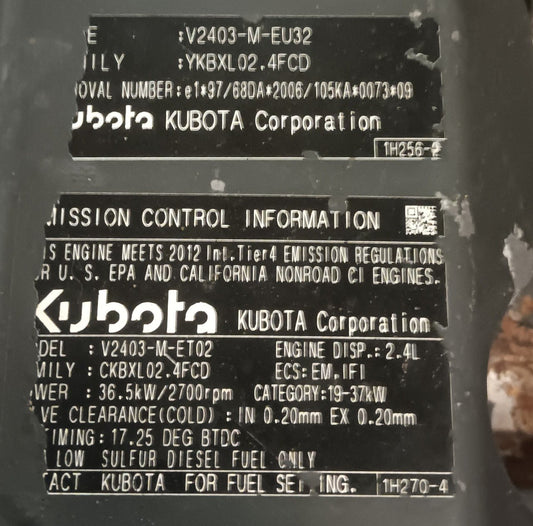 E :V2403-M-EU32
ILY :YKBXL02.4FCD
OVAL NUMBER:e1*97/68DA*2006/105KA*0073*09
Kubota KUBOTA Corporation
1H256-2
MISSION CONTROL INFORMATION
IS ENGINE MEETS 2012 Int.Tier4 EMISSION REGULATIONS
R U. S. EPA AND CALIFORNIA NONROAD CI ENGINES.
Kubota KUBOTA Corporation
DEL : V2403-M-ET02 ENGINE DISP.: 2.4L
MILY : CKBXL02.4FCD ECS: EM, IFI
WER : 36.5kW/2700rpm CATEGORY:19-37kW
VE CLEARANCE(COLD) : IN 0.20mm EX 0.20mm
TIMING: 17.25 DEG BTDC
LOW SULFUR DIESEL FUEL ONLY
TACT KUBOTA FOR FUEL ING. 1H270-4